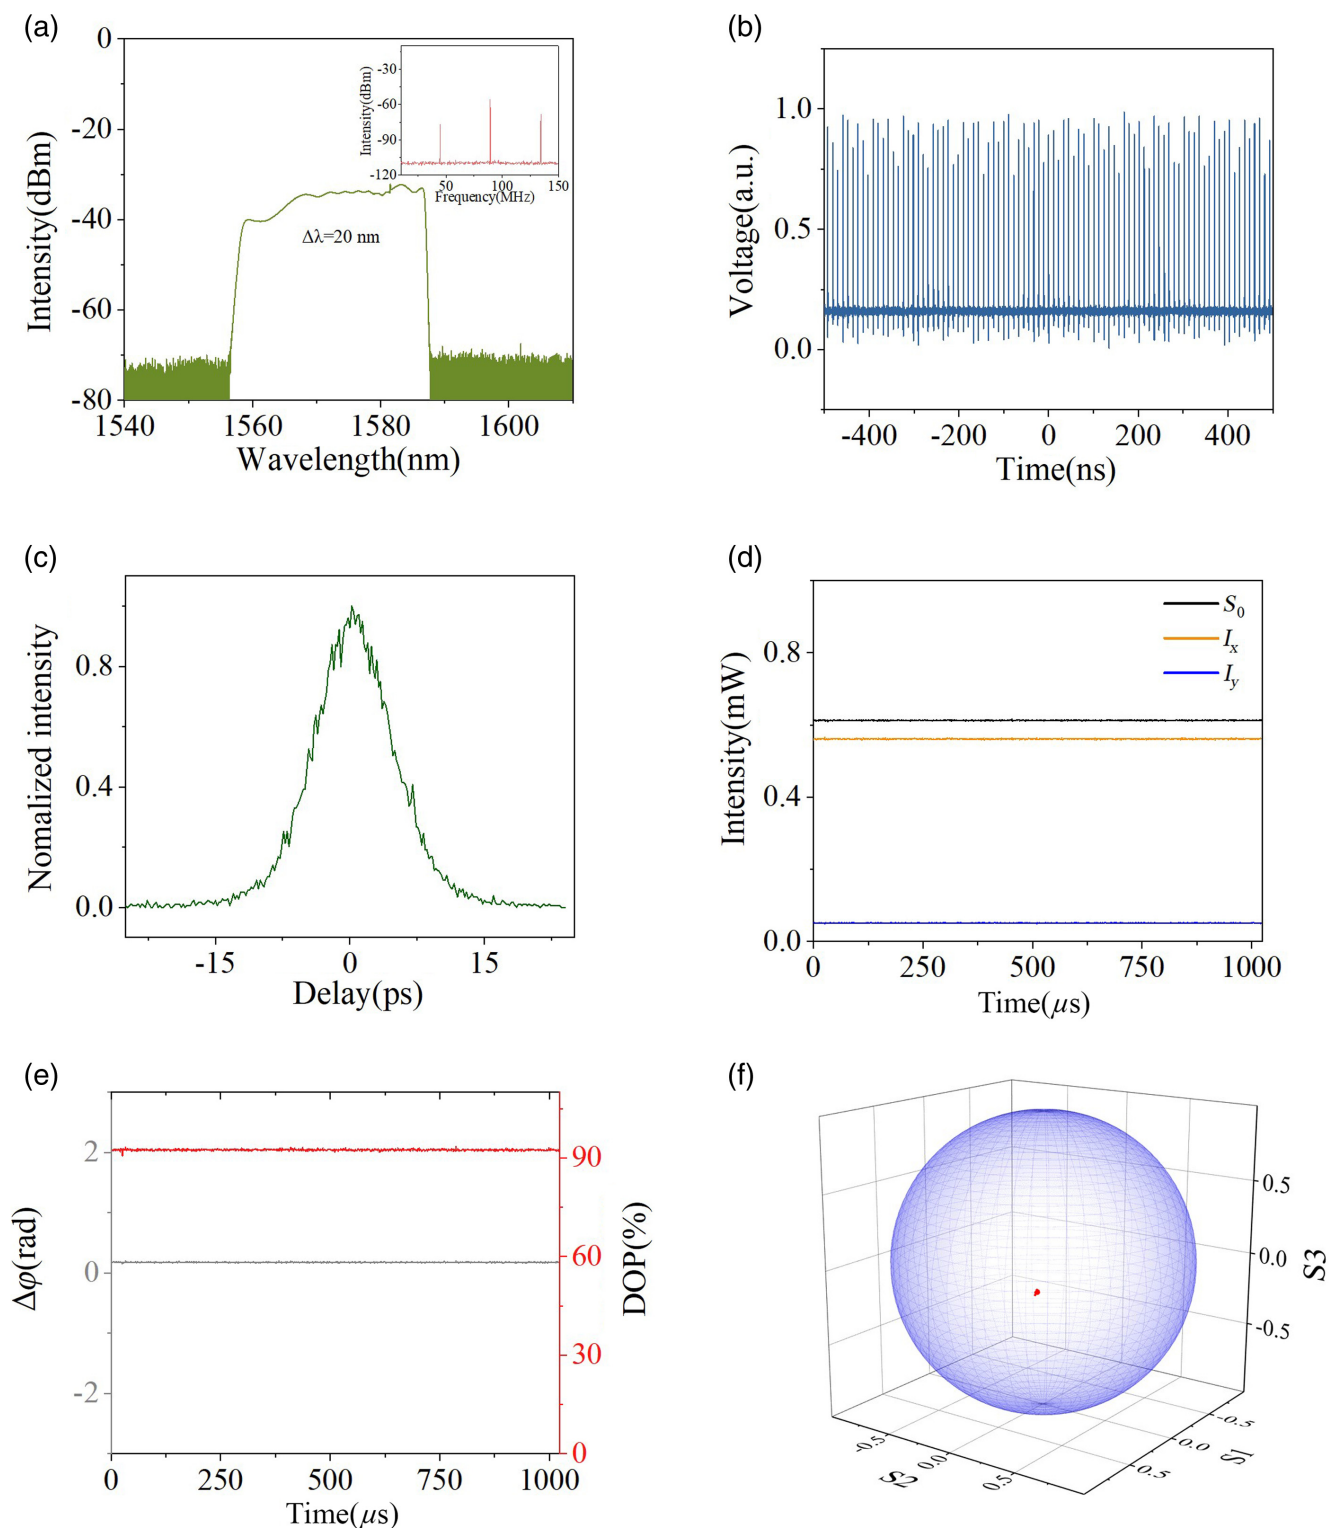 (a)
0
-20
-40
-60
-80
Intensity(dBm)
1540
1560
1580
1600
Wavelength(nm)
Δλ=20 nm
-30
-60
-90
-120
Intensity(dBm)
50
100
150
Frequency(MHz)
(b)
1.0
0.5
0.0
Voltage(a.u.)
-400
-200
0
200
400
Time(ns)
(c)
0.8
0.4
0.0
Nomalized intensity
-15
0
15
Delay(ps)
(d)
S0
Ix
Iy
0.8
0.4
0.0
Intensity(mW)
0
250
500
750
1000
Time(μs)
(e)
2
0
-2
Δφ(rad)
90
60
30
0
DOP(%)
0
250
500
750
1000
Time(μs)
(f)
0.5
0.0
-0.5
S3
-0.5
0.0
0.5
S2
-0.5
-0.0
-0.5
S1